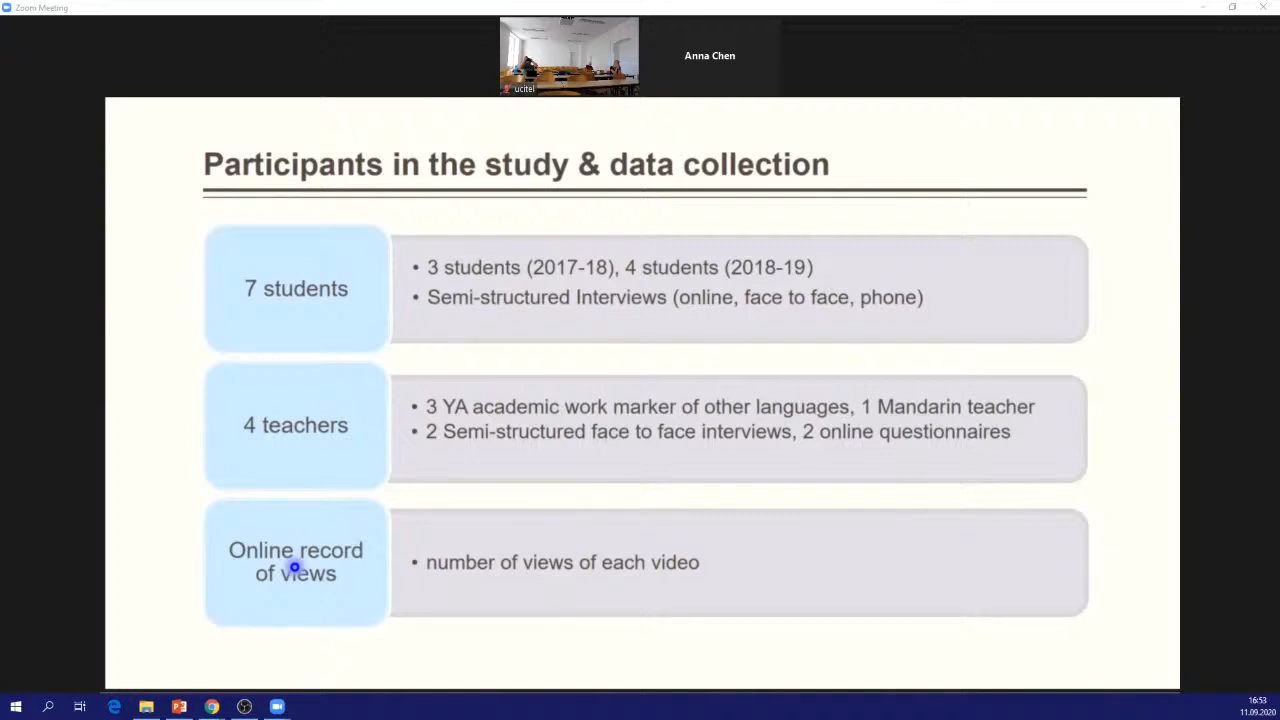 Zoom Meeting
Anna Chen
ucitel
Participants in the study & data collection
7 students
• 3 students (2017-18), 4 students (2018-19)
• Semi-structured Interviews (online, face to face, phone)
4 teachers
• 3 YA academic work marker of other languages, 1 Mandarin teacher
• 2 Semi-structured face to face interviews, 2 online questionnaires
Online record
of views
• number of views of each video
16:53
11.09.2020